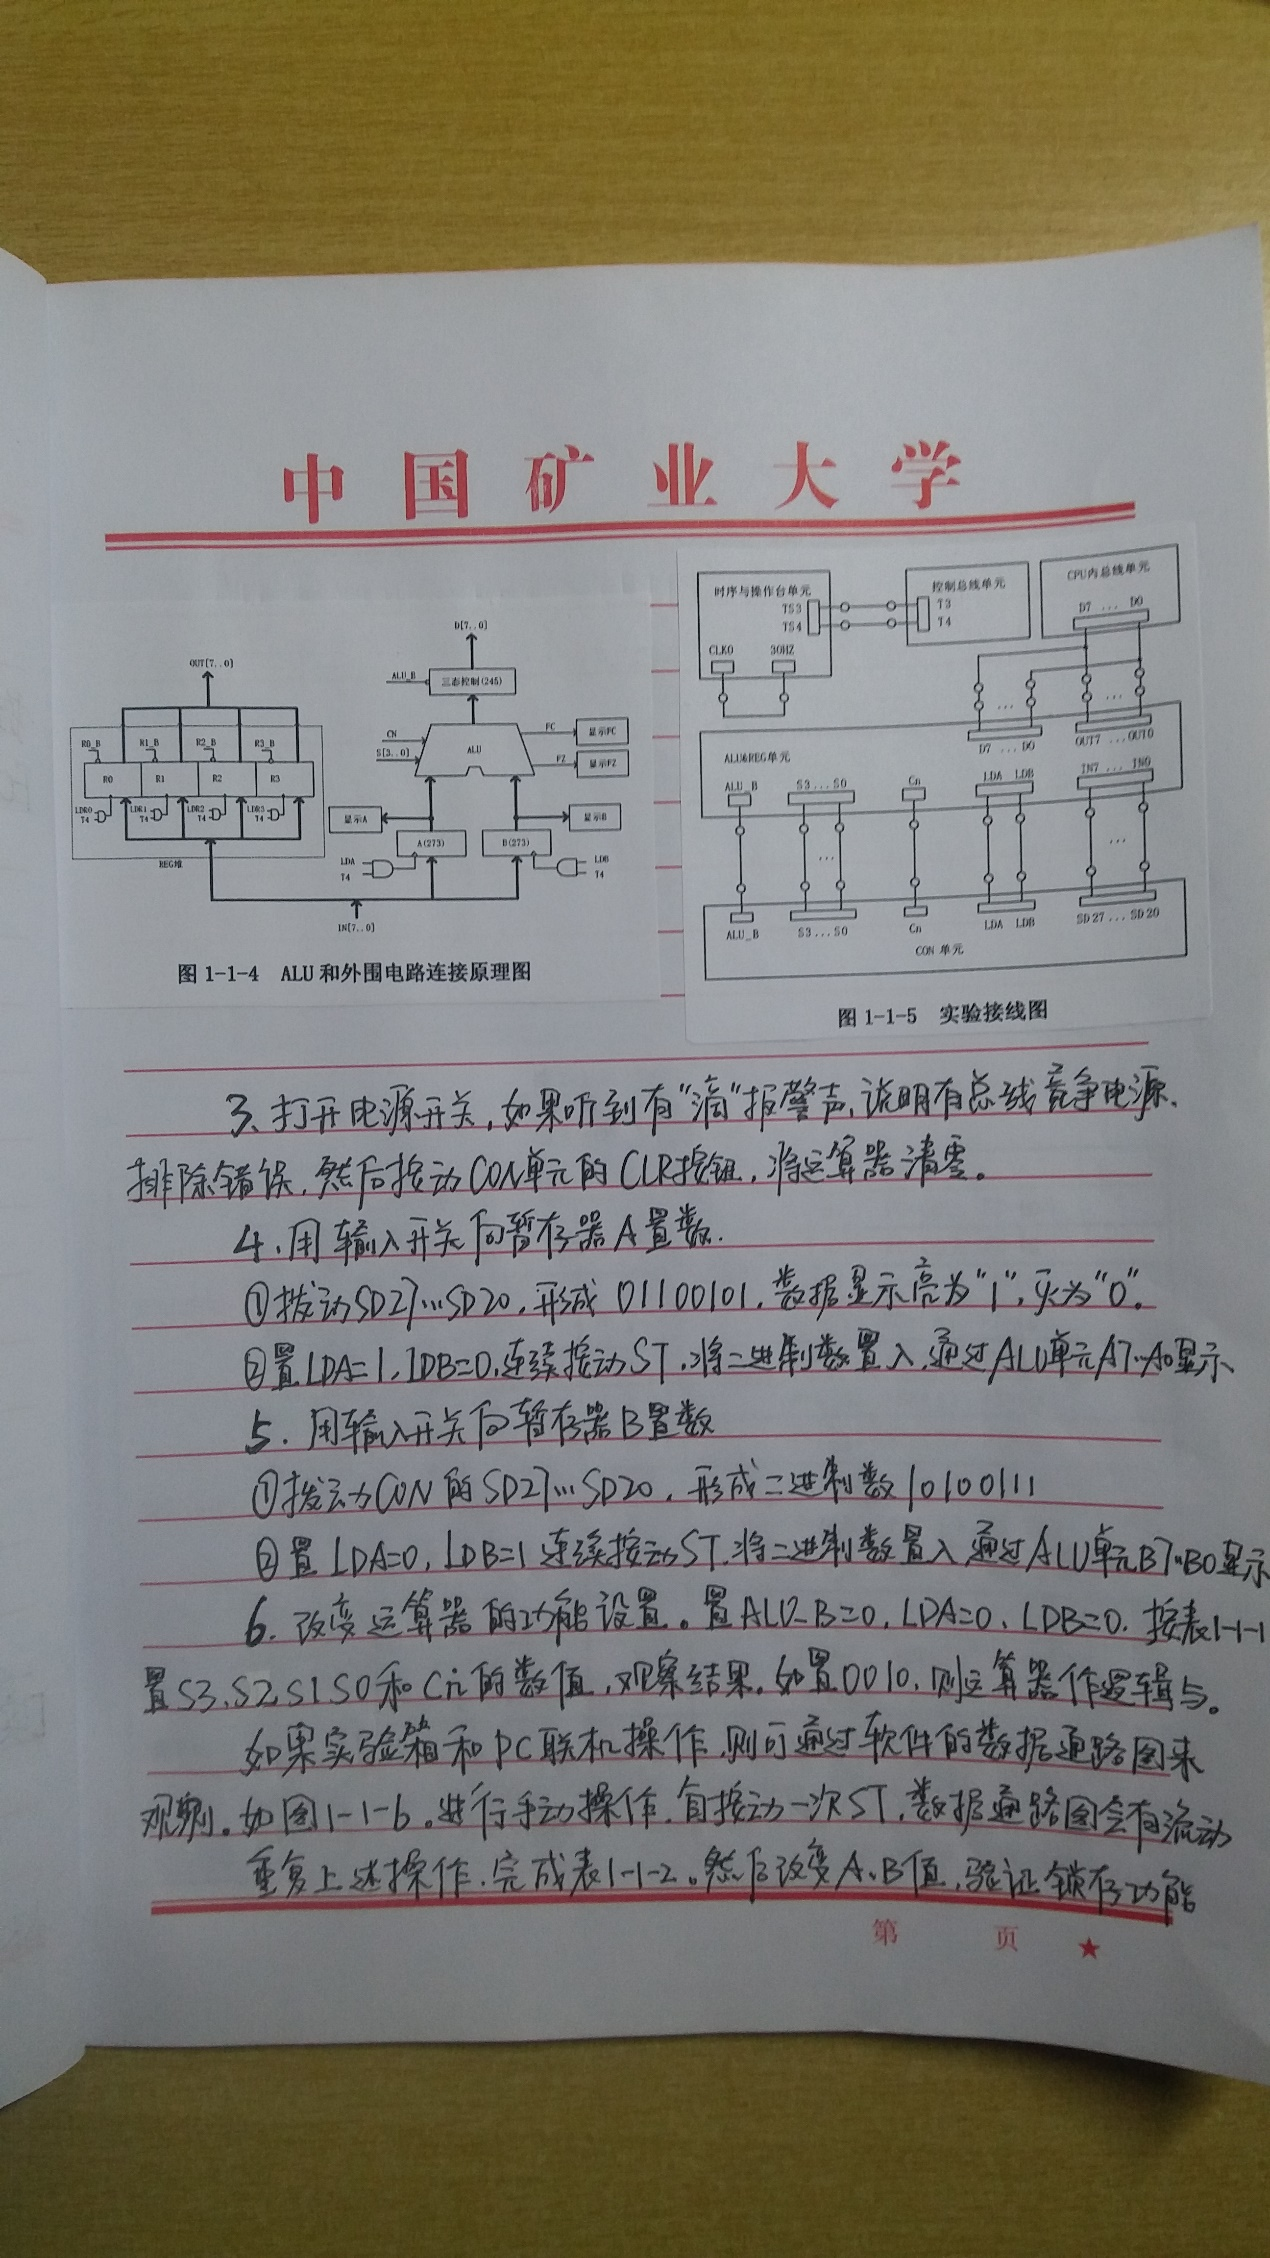 中国矿业大学
D[7..0]
OUT[7..0]
ALU_B
三态控制(245)
CN
S[3..0]
ALU
FC
显示FC
FZ
显示FZ
R0_B R1_B R2_B R3_B
R0 R1 R2 R3
LDR0 LDR1 LDR2 LDR3
T4 T4 T4 T4
REG堆
显示A
显示B
A(273)
B(273)
LDA
T4
LDB
T4
IN[7..0]
图 1-1-4 ALU 和外围电路连接原理图
时序与操作台单元
TS3
TS4
CLK0 30HZ
控制总线单元
T3
T4
CPU内总线单元
D7 ... D0
D7 ... D0 OUT7 ...OUT0
ALU&REG单元
ALU_B S3...S0 Cn LDA LDB IN7 ... IN0
ALU_B S3...S0 Cn LDA LDB SD27...SD20
CON 单元
图 1-1-5 实验接线图
3、打开电源开关,如果听到有"滴"报警声,说明有总线竞争电源,
排除错误,然后按动CON单元的CLR按钮,将运算器清零。
4、用输入开关向暂存器A置数.
①拨动SD27...SD20,形成 01100101,数据显示亮为"1",灭为"0"。
②置LDA=1,LDB=0,连续按动ST,将二进制数置入,通过ALU单元A7..A0显示
5. 用输入开关向暂存器B置数
①拨动CON的SD27...SD20,形成二进制数10100111
②置LDA=0,LDB=1连续按动ST,将二进制数置入,通过ALU单元B7..B0显示
6. 改变运算器的功能设置。置ALU_B=0,LDA=0、LDB=0.按表1-1-1
置S3、S2、S1S0和Cn的数值,观察结果。如置0010,则运算器作逻辑与。
如果实验箱和PC联机操作,则可通过软件的数据通路图来
观测。如图1-1-6。进行手动操作,每按动一次ST,数据通路图会有流动
重复上述操作,完成表1-1-2。然后改变A、B值,验证锁存功能
第 页